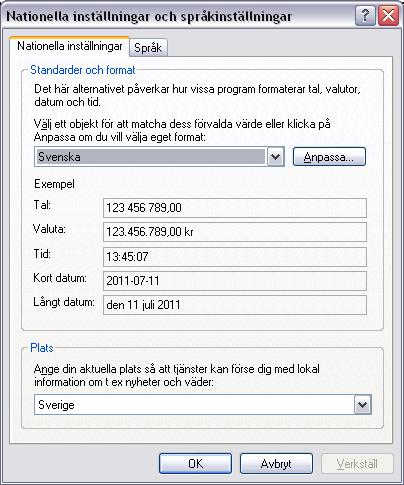 Nationella inställningar och språkinställningar
Nationella inställningar
Språk
Standarder och format
Det här alternativet påverkar hur vissa program formaterar tal, valutor,
datum och tid.
Välj ett objekt för att matcha dess förvalda värde eller klicka på
Anpassa om du vill välja eget format:
Svenska
Anpassa...
Exempel
Tal:
123 456 789,00
Valuta:
123.456.789,00 kr
Tid:
13:45:07
Kort datum:
2011-07-11
Långt datum:
den 11 juli 2011
Plats
Ange din aktuella plats så att tjänster kan förse dig med lokal
information om t ex nyheter och väder:
Sverige
OK
Avbryt
Verkställ